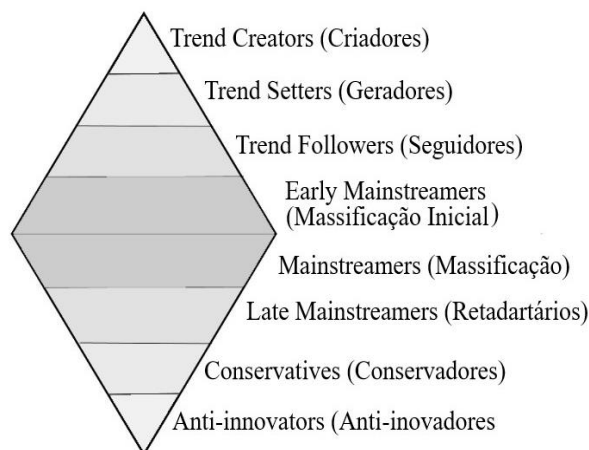 Trend Creators (Criadores)
Trend Setters (Geradores)
Trend Followers (Seguidores)
Early Mainstreamers
(Massificação Inicial)
Mainstreamers (Massificação)
Late Mainstreamers (Retadartários)
Conservatives (Conservadores)
Anti-innovators (Anti-inovadores